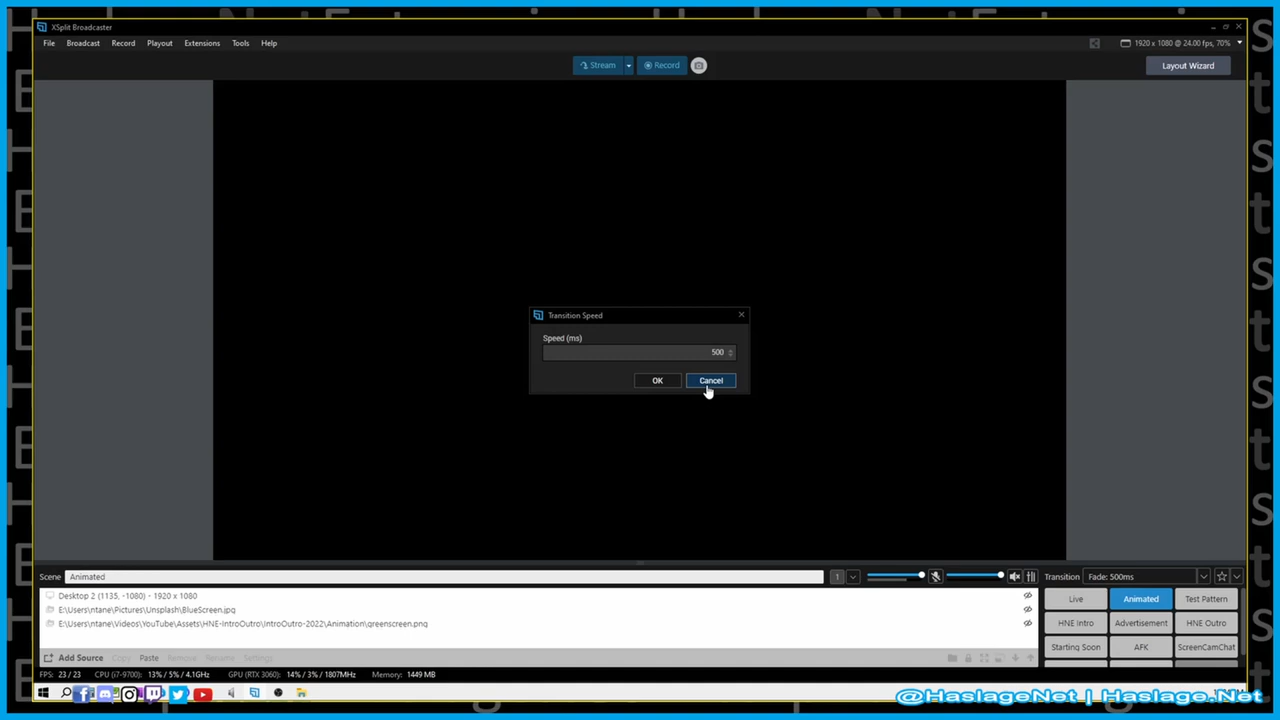 XSplit Broadcaster
File Broadcast Record Playout Extensions Tools Help
1920 x 1080 @ 24.00 fps, 70%
Stream Record
Layout Wizard
Transition Speed
Speed (ms)
500
OK Cancel
Scene Animated 1 Transition Fade: 500ms
Desktop 2 (1135, -1080) - 1920 x 1080
E:\Users\ntane\Pictures\Unsplash\BlueScreen.jpg
E:\Users\ntane\Videos\YouTube\Assets\HNE-IntroOutro\IntroOutro-2022\Animation\greenscreen.png
Live Animated Test Pattern
HNE Intro Advertisement HNE Outro
Starting Soon AFK ScreenCamChat
Add Source Copy Paste Remove Rename Settings
FPS: 23 / 23 CPU (i7-9700): 13% / 5% / 4.1GHz GPU (RTX 3060): 14% / 3% / 1807MHz Memory: 1449 MB
@HaslageNet | Haslage.Net